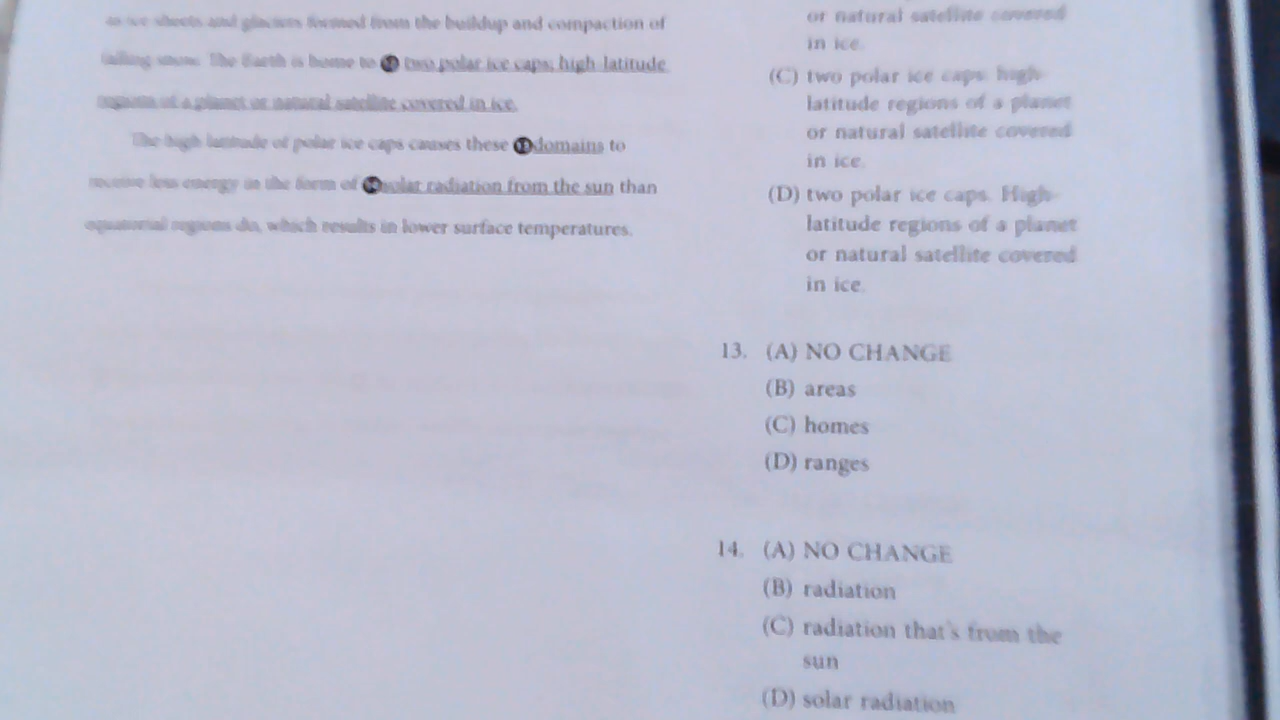 as ice sheets and glaciers formed from the buildup and compaction of
falling snow. The Earth is home to two polar ice caps; high-latitude
regions of a planet or natural satellite covered in ice.
The high latitude of polar ice caps causes these domains to
receive less energy in the form of solar radiation from the sun than
equatorial regions do, which results in lower surface temperatures.
or natural satellite covered
in ice.
(C) two polar ice caps: high-
latitude regions of a planet
or natural satellite covered
in ice.
(D) two polar ice caps. High-
latitude regions of a planet
or natural satellite covered
in ice.
13. (A) NO CHANGE
(B) areas
(C) homes
(D) ranges
14. (A) NO CHANGE
(B) radiation
(C) radiation that's from the
sun
(D) solar radiation